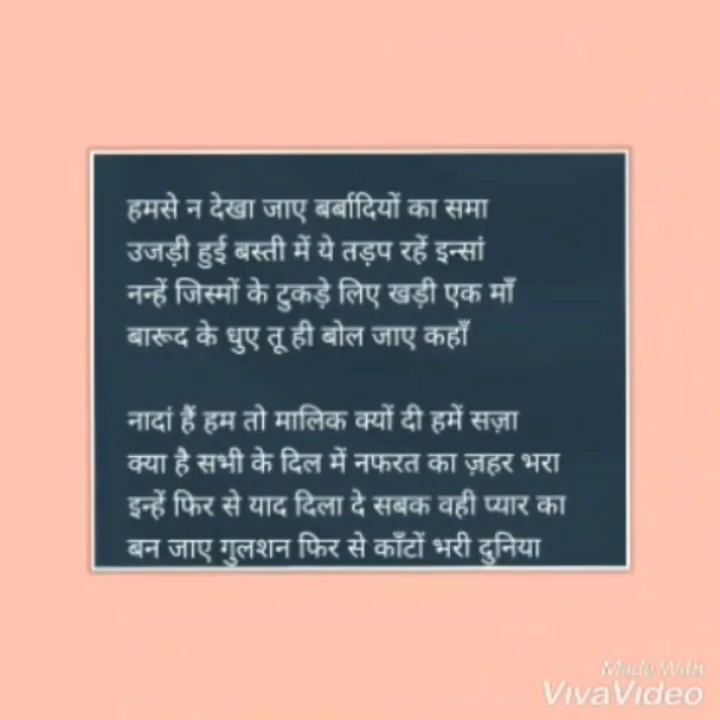 हमसे न देखा जाए बर्बादियों का समा
उजड़ी हुई बस्ती में ये तड़प रहें इन्सां
नन्हें जिस्मों के टुकड़े लिए खड़ी एक माँ
बारूद के धुए तू ही बोल जाए कहाँ
नादां हैं हम तो मालिक क्यों दी हमें सज़ा
क्या है सभी के दिल में नफरत का ज़हर भरा
इन्हें फिर से याद दिला दे सबक वही प्यार का
बन जाए गुलशन फिर से काँटों भरी दुनिया
Made With
VivaVideo